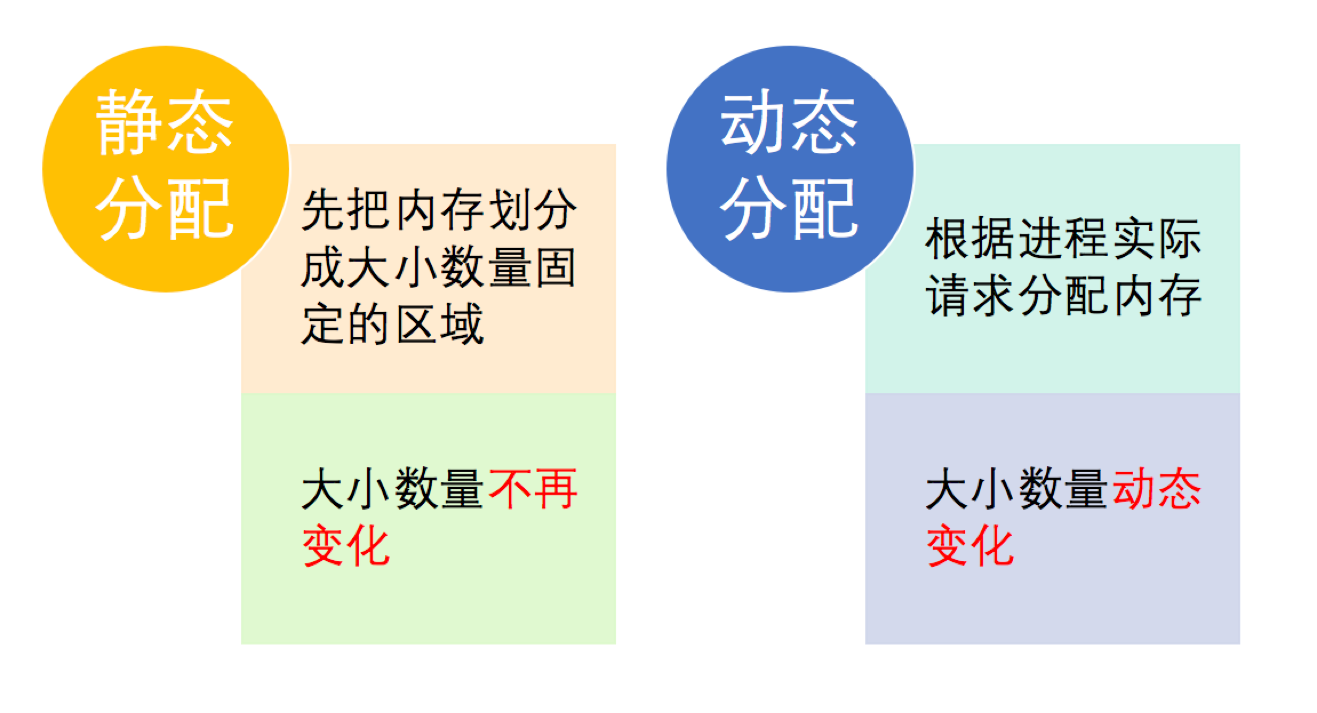 静态
分配
先把内存划分
成大小数量固
定的区域
大小数量不再
变化
动态
分配
根据进程实际
请求分配内存
大小数量动态
变化